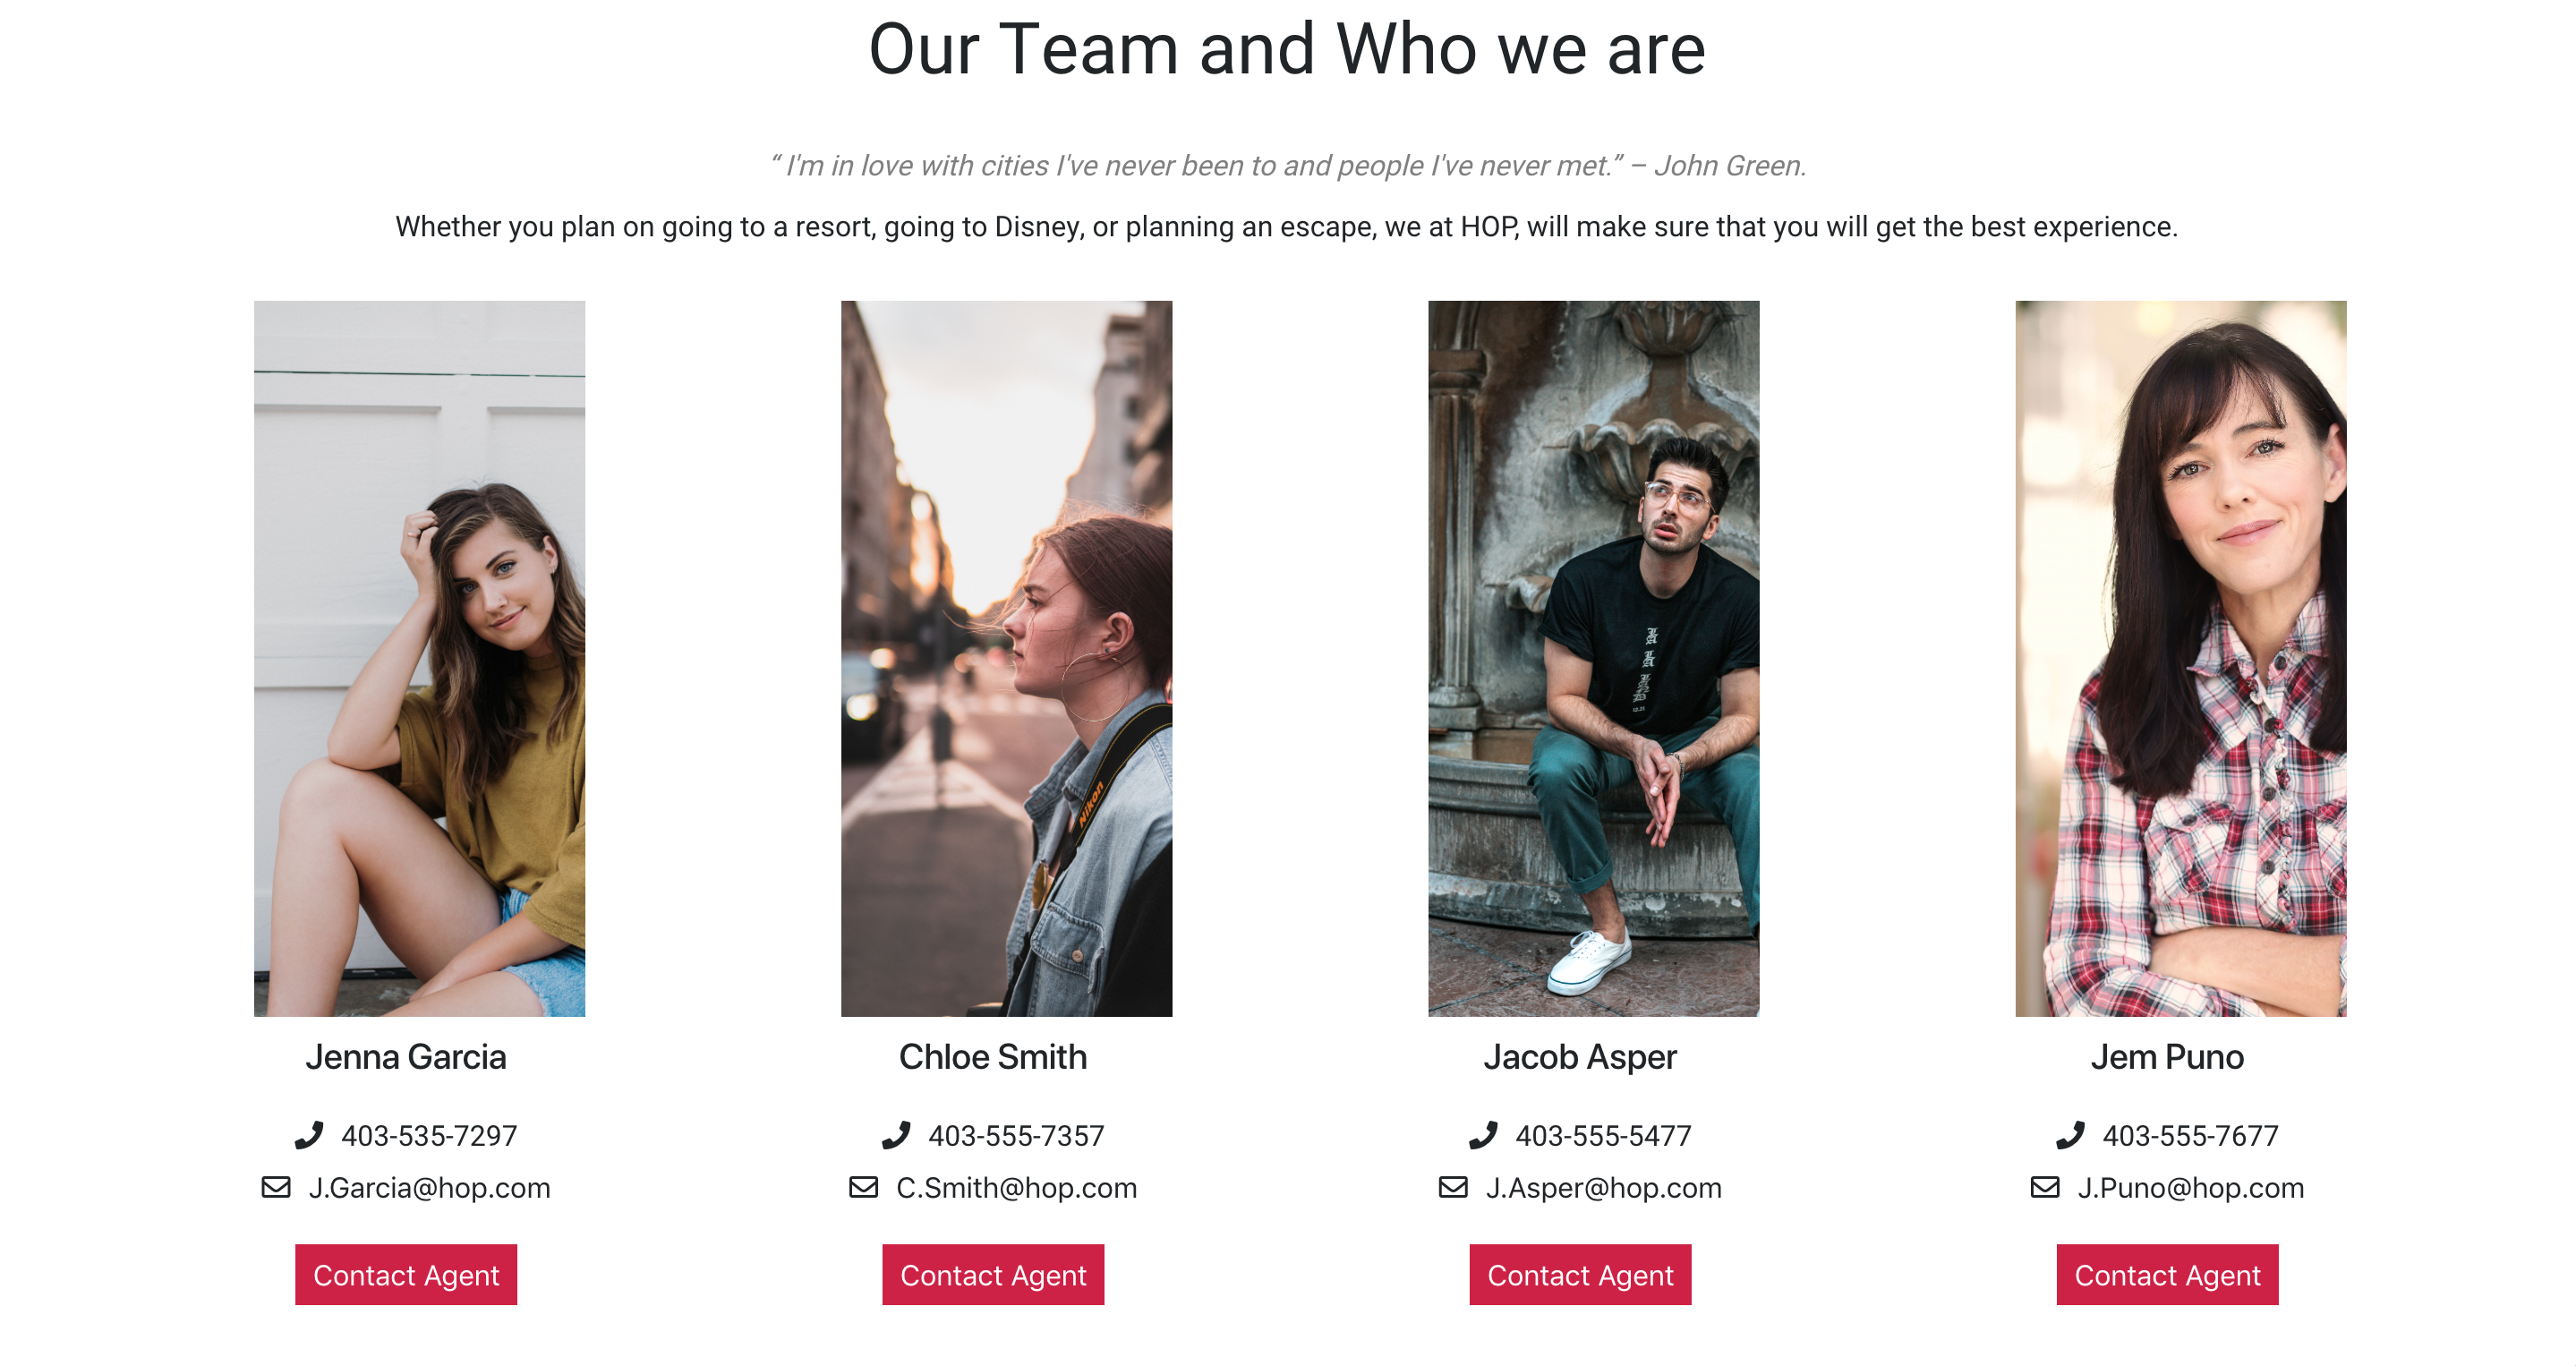 Our Team and Who we are
“ I'm in love with cities I've never been to and people I've never met.” – John Green.
Whether you plan on going to a resort, going to Disney, or planning an escape, we at HOP, will make sure that you will get the best experience.
Nikon
12.21
Jenna Garcia
Chloe Smith
Jacob Asper
Jem Puno
403-535-7297
403-555-7357
403-555-5477
403-555-7677
J.Garcia@hop.com
C.Smith@hop.com
J.Asper@hop.com
J.Puno@hop.com
Contact Agent
Contact Agent
Contact Agent
Contact Agent